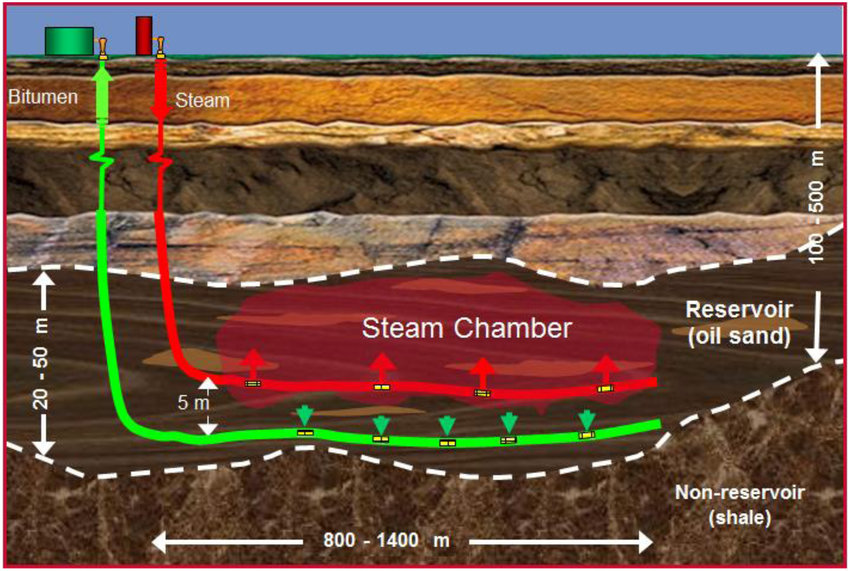 Bitumen
Steam
100 - 500 m
Steam Chamber
Reservoir
(oil sand)
20 - 50 m
5 m
Non-reservoir
(shale)
800 - 1400 m